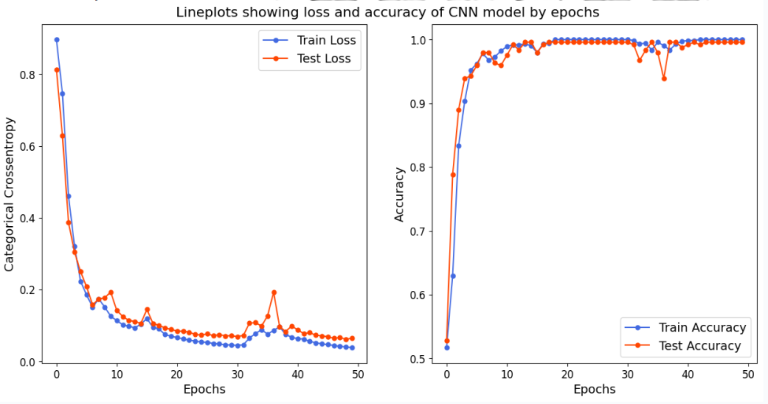 Lineplots showing loss and accuracy of CNN model by epochs
Categorical Crossentropy
0.8
0.6
0.4
0.2
0.0
Train Loss
Test Loss
0 10 20 30 40 50
Epochs
Accuracy
1.0
0.9
0.8
0.7
0.6
0.5
Train Accuracy
Test Accuracy
0 10 20 30 40 50
Epochs